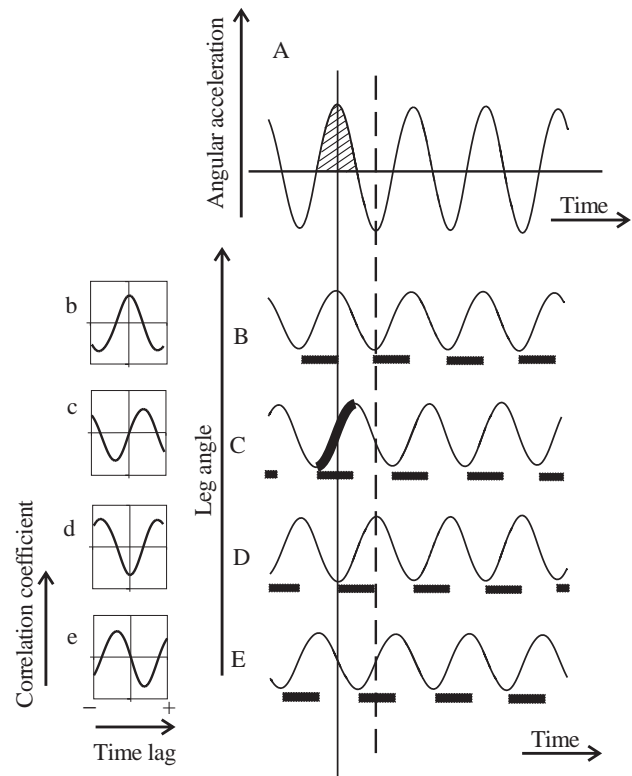 A
Angular acceleration
Time
b
B
c
C
Leg angle
d
D
Correlation coefficient
e
E
− +
Time lag
Time